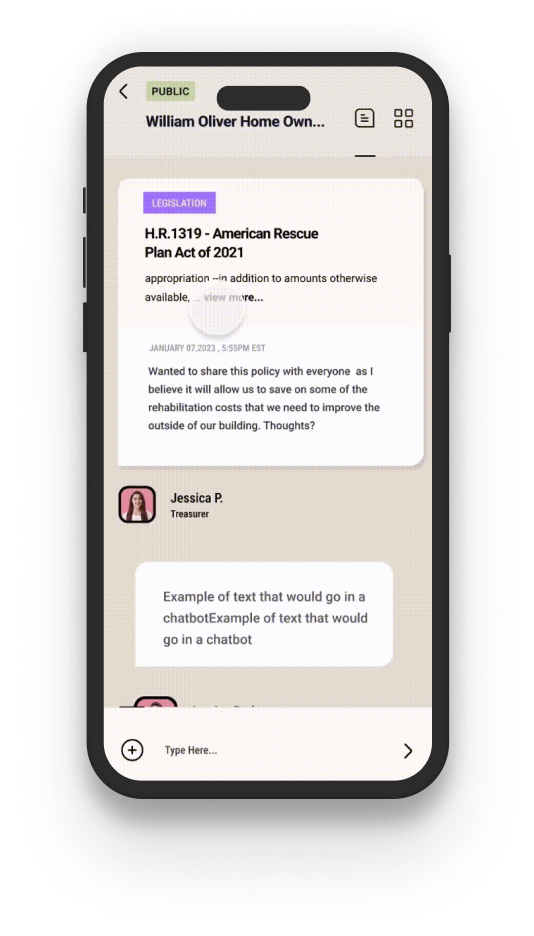 PUBLIC
William Oliver Home Own...
LEGISLATION
H.R.1319 - American Rescue
Plan Act of 2021
appropriation --in addition to amounts otherwise
available, ... view more...
JANUARY 07,2023 , 5:55PM EST
Wanted to share this policy with everyone as I
believe it will allow us to save on some of the
rehabilitation costs that we need to improve the
outside of our building. Thoughts?
Jessica P.
Treasurer
Example of text that would go in a
chatbotExample of text that would
go in a chatbot
Type Here...